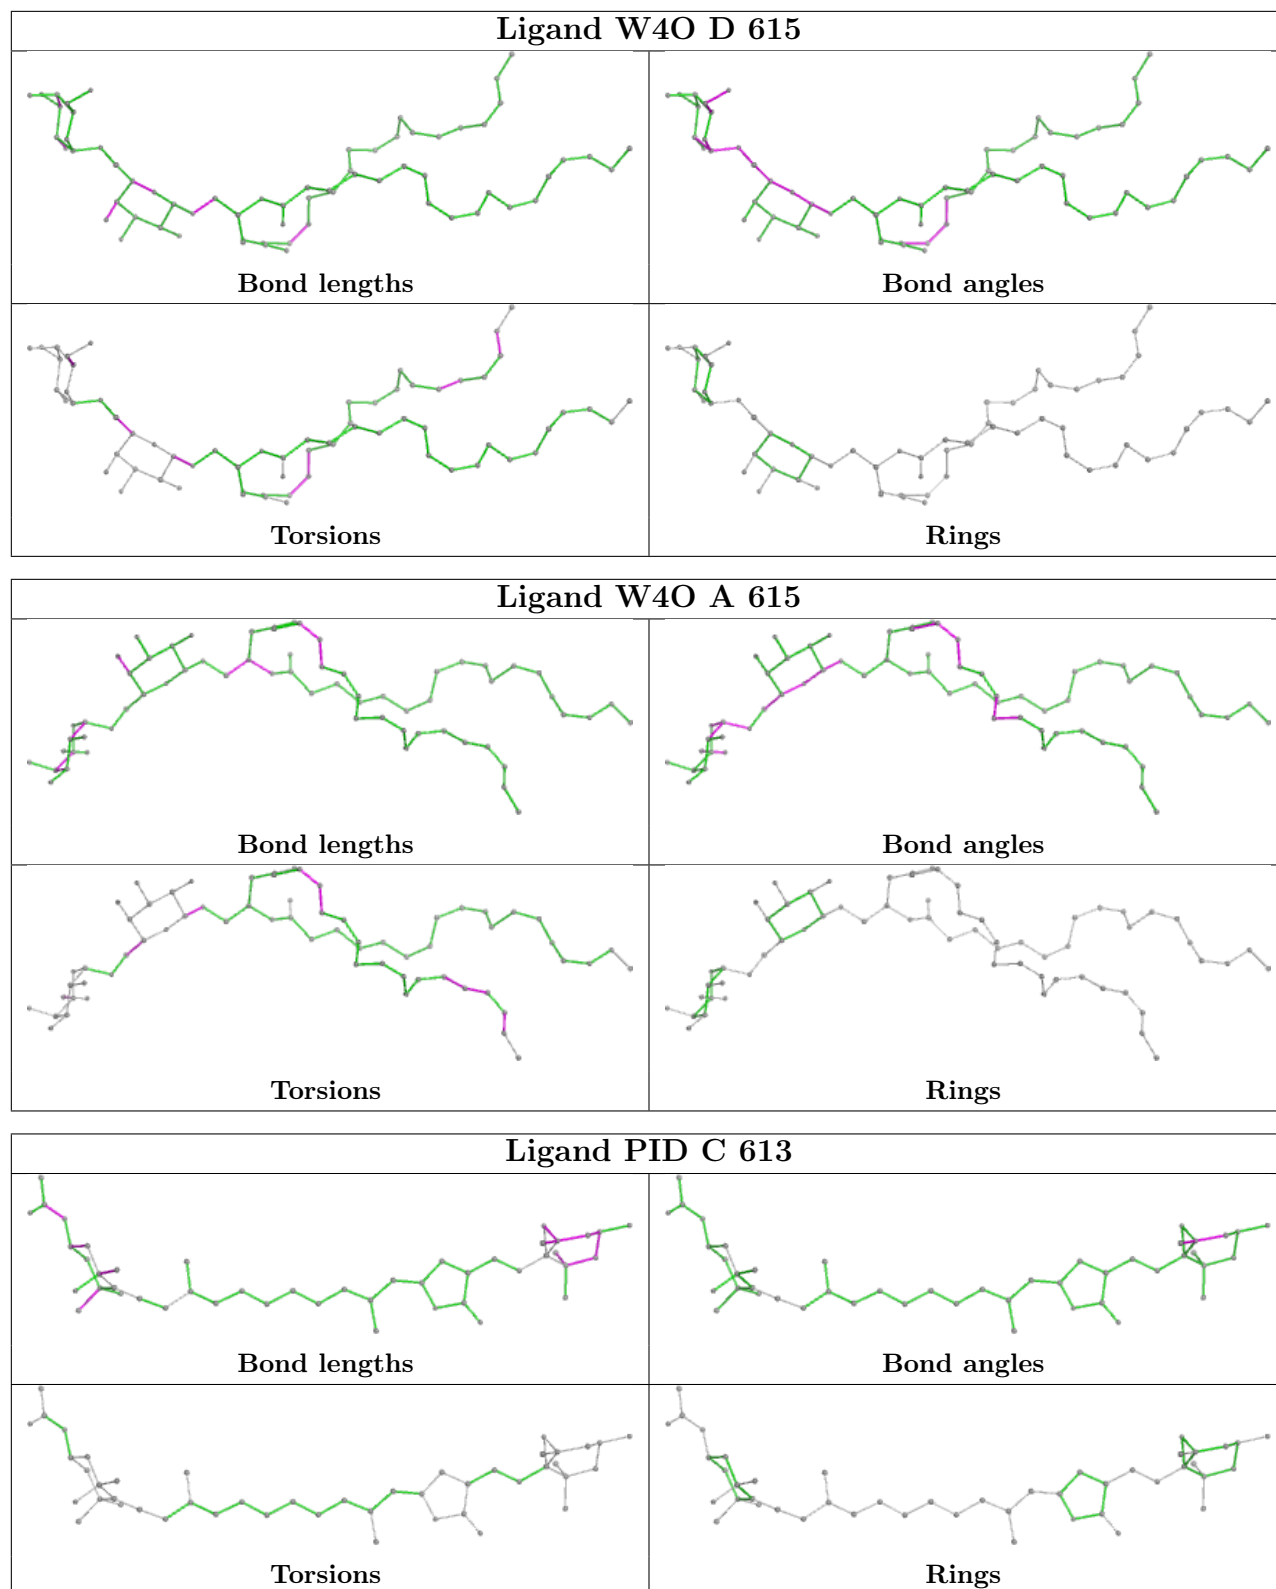 Ligand W4O D 615
Bond lengths
Bond angles
Torsions
Rings
Ligand W4O A 615
Bond lengths
Bond angles
Torsions
Rings
Ligand PID C 613
Bond lengths
Bond angles
Torsions
Rings